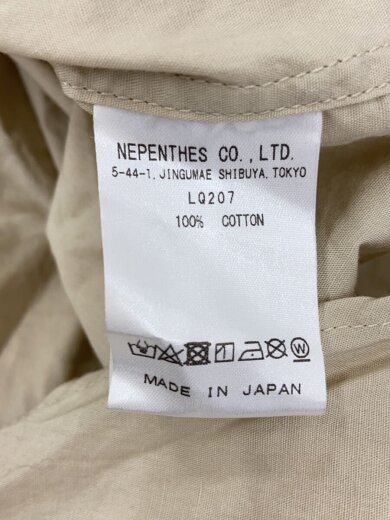 NEPENTHES CO.,LTD.
5-44-1, JINGUMAE SHIBUYA, TOKYO
LQ207
100% COTTON
MADE IN JAPAN